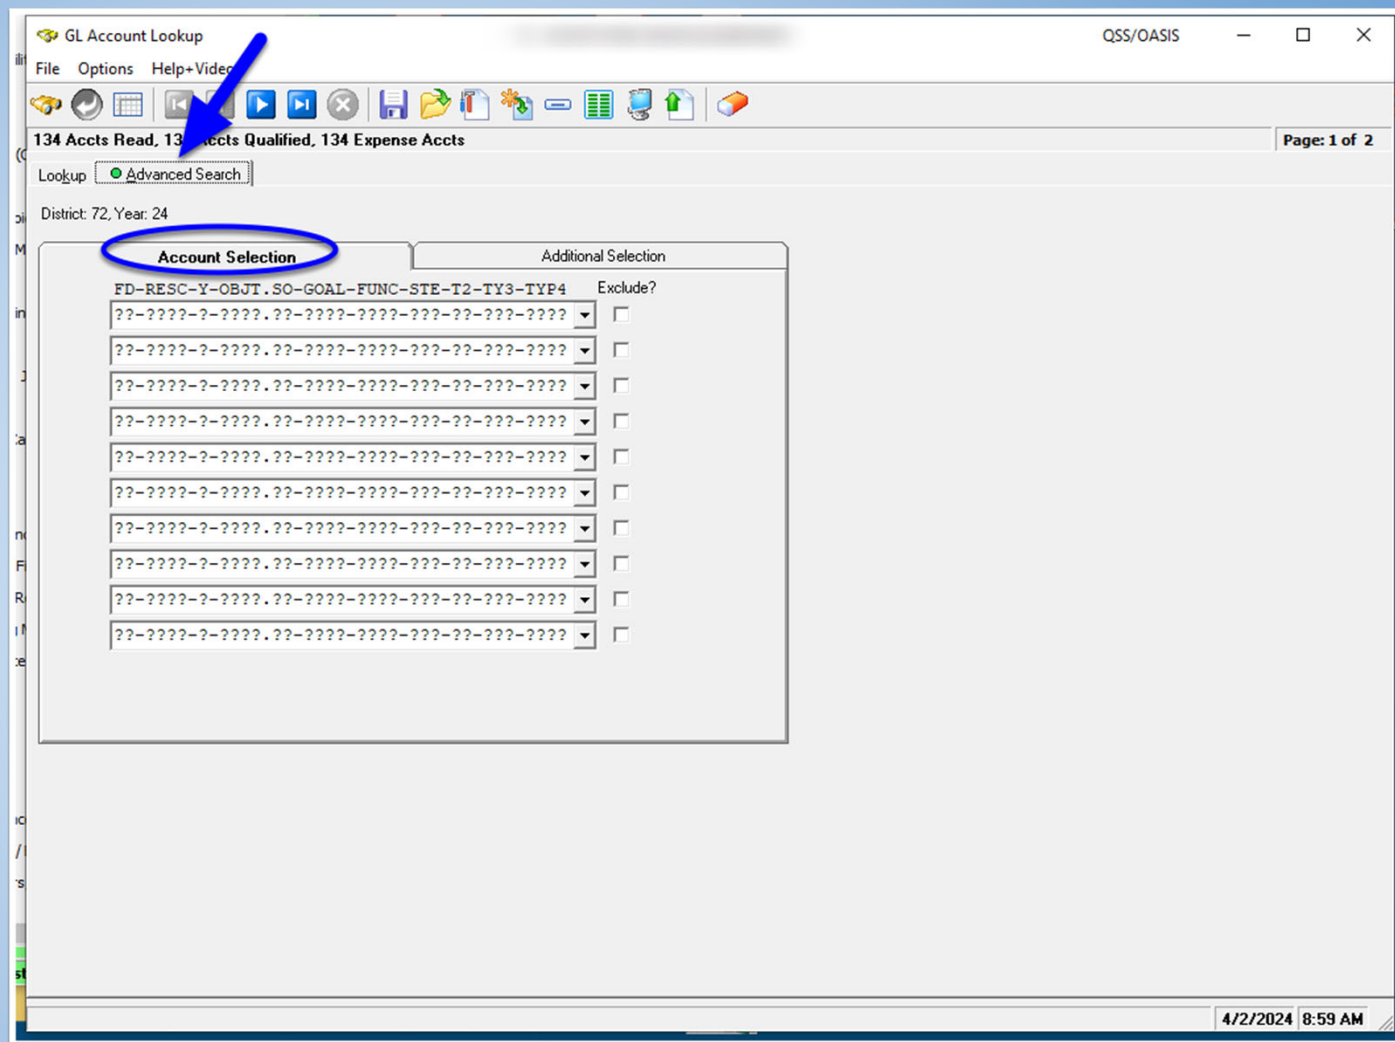 GL Account Lookup QSS/OASIS
File Options Help+Video
134 Accts Read, 13 Accts Qualified, 134 Expense Accts Page: 1 of 2
Lookup Advanced Search
District: 72, Year: 24
Account Selection Additional Selection
FD-RESC-Y-OBJT.SO-GOAL-FUNC-STE-T2-TY3-TYP4 Exclude?
??-????-?-????.??-????-????-???-??-???-????
??-????-?-????.??-????-????-???-??-???-????
??-????-?-????.??-????-????-???-??-???-????
??-????-?-????.??-????-????-???-??-???-????
??-????-?-????.??-????-????-???-??-???-????
??-????-?-????.??-????-????-???-??-???-????
??-????-?-????.??-????-????-???-??-???-????
??-????-?-????.??-????-????-???-??-???-????
??-????-?-????.??-????-????-???-??-???-????
??-????-?-????.??-????-????-???-??-???-????
4/2/2024 8:59 AM